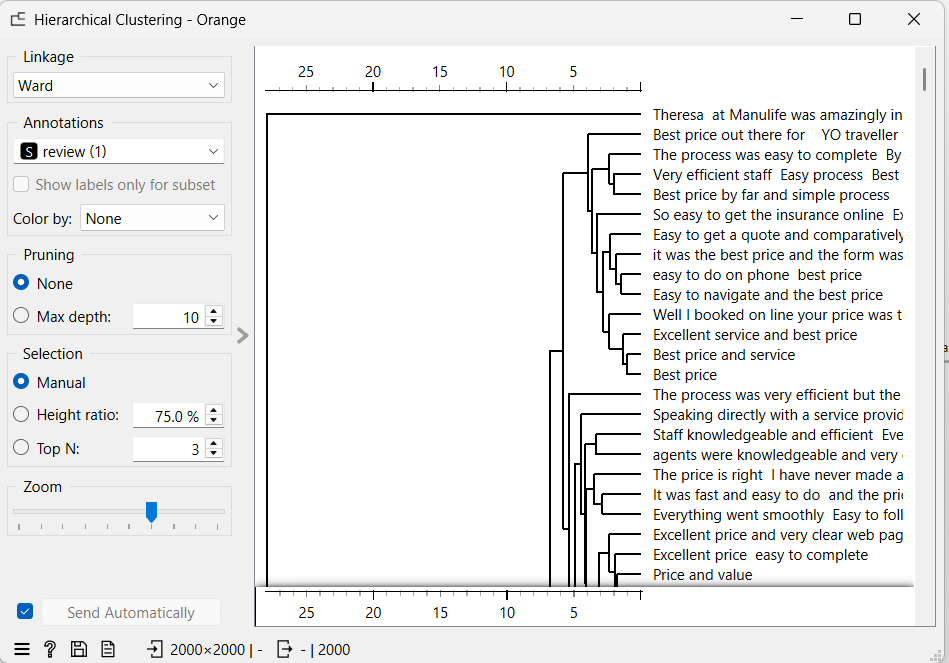 Hierarchical Clustering - Orange
Linkage
Ward
Annotations
S review (1)
Show labels only for subset
Color by: None
Pruning
None
Max depth: 10
Selection
Manual
Height ratio: 75.0 %
Top N: 3
Zoom
Send Automatically
25 20 15 10 5
Theresa at Manulife was amazingly in
Best price out there for YO traveller
The process was easy to complete By
Very efficient staff Easy process Best
Best price by far and simple process
So easy to get the insurance online
Easy to get a quote and comparatively
it was the best price and the form was
easy to do on phone best price
Easy to navigate and the best price
Well I booked on line your price was t
Excellent service and best price
Best price and service
Best price
The process was very efficient but the
Speaking directly with a service provid
Staff knowledgeable and efficient Eve
agents were knowledgeable and very
The price is right I have never made a
It was fast and easy to do and the pric
Everything went smoothly Easy to foll
Excellent price and very clear web pag
Excellent price easy to complete
Price and value
25 20 15 10 5
2000×2000 | - - | 2000